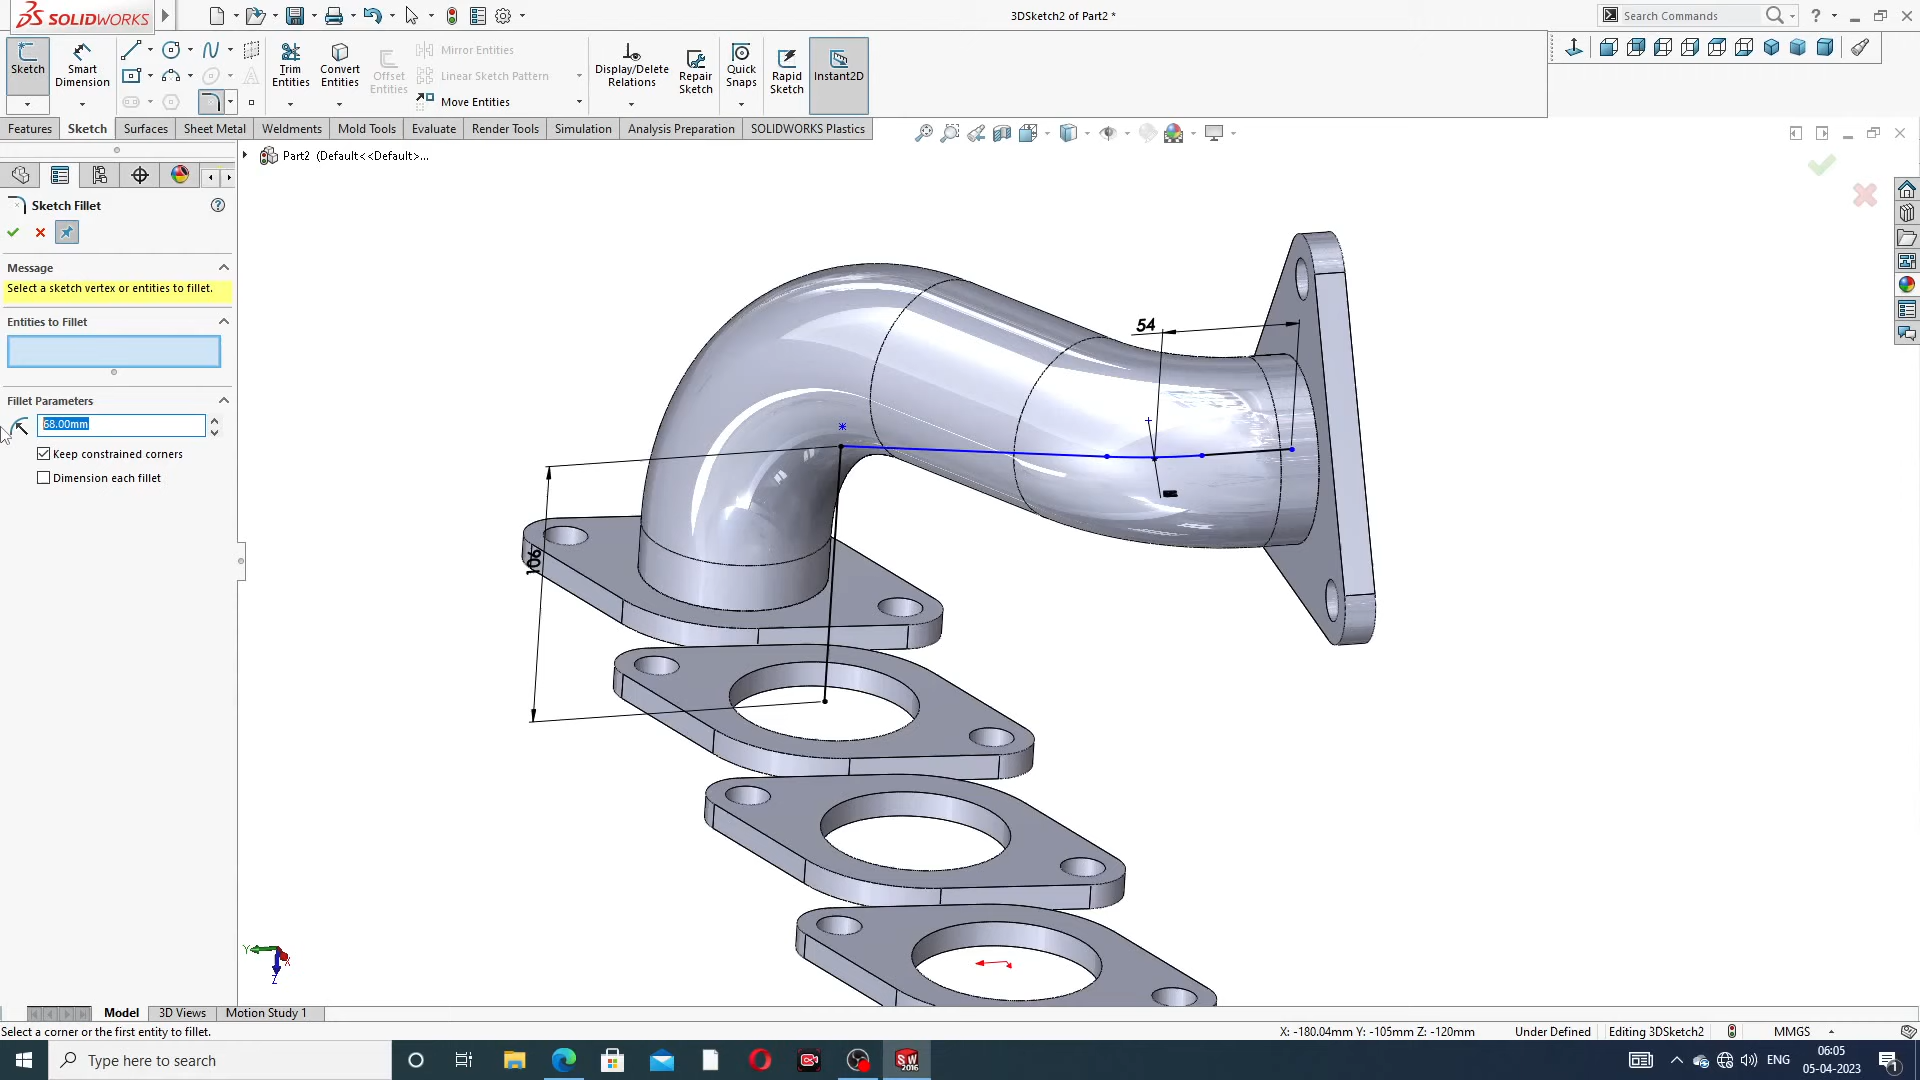 SOLIDWORKS
3DSketch2 of Part2 *
Search Commands
Sketch
Smart Dimension
Trim Entities
Convert Entities
Offset Entities
Mirror Entities
Linear Sketch Pattern
Move Entities
Display/Delete Relations
Repair Sketch
Quick Snaps
Rapid Sketch
Instant2D
Features
Sketch
Surfaces
Sheet Metal
Weldments
Mold Tools
Evaluate
Render Tools
Simulation
Analysis Preparation
SOLIDWORKS Plastics
Part2 (Default<<Default>...
Sketch Fillet
Message
Select a sketch vertex or entities to fillet.
Entities to Fillet
Fillet Parameters
68.00mm
Keep constrained corners
Dimension each fillet
54
106
Y
X
Z
Model
3D Views
Motion Study 1
Select a corner or the first entity to fillet.
X: -180.04mm Y: -105mm Z: -120mm
Under Defined
Editing 3DSketch2
MMGS
Type here to search
SW
2016
ENG
06:05
05-04-2023
1